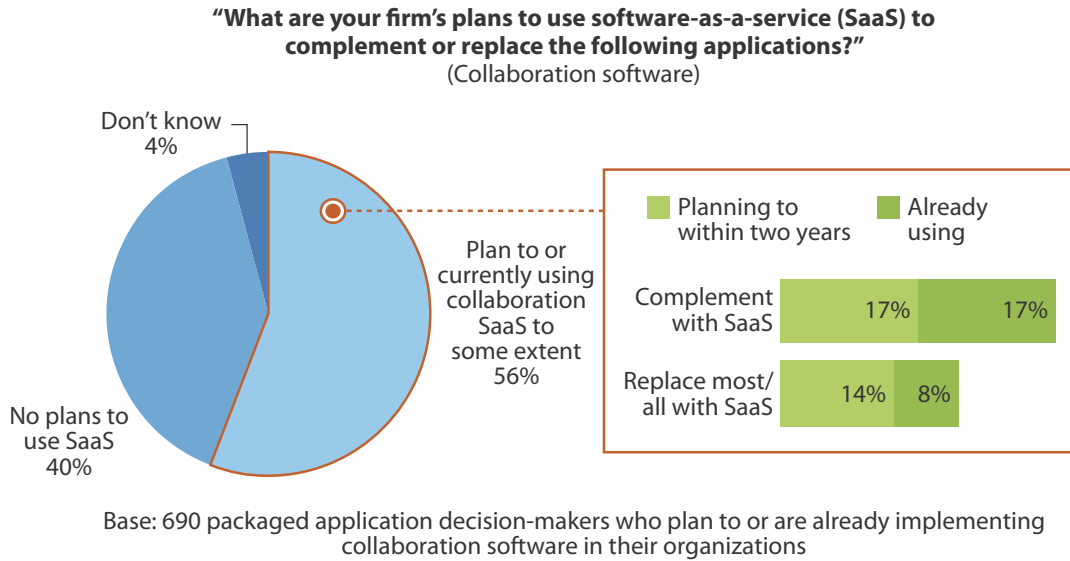 “What are your firm’s plans to use software-as-a-service (SaaS) to
complement or replace the following applications?”
(Collaboration software)
Don’t know
4%
Plan to or
currently using
collaboration
SaaS to
some extent
56%
No plans to
use SaaS
40%
Planning to
within two years
Already
using
Complement
with SaaS
17%
17%
Replace most/
all with SaaS
14%
8%
Base: 690 packaged application decision-makers who plan to or are already implementing
collaboration software in their organizations